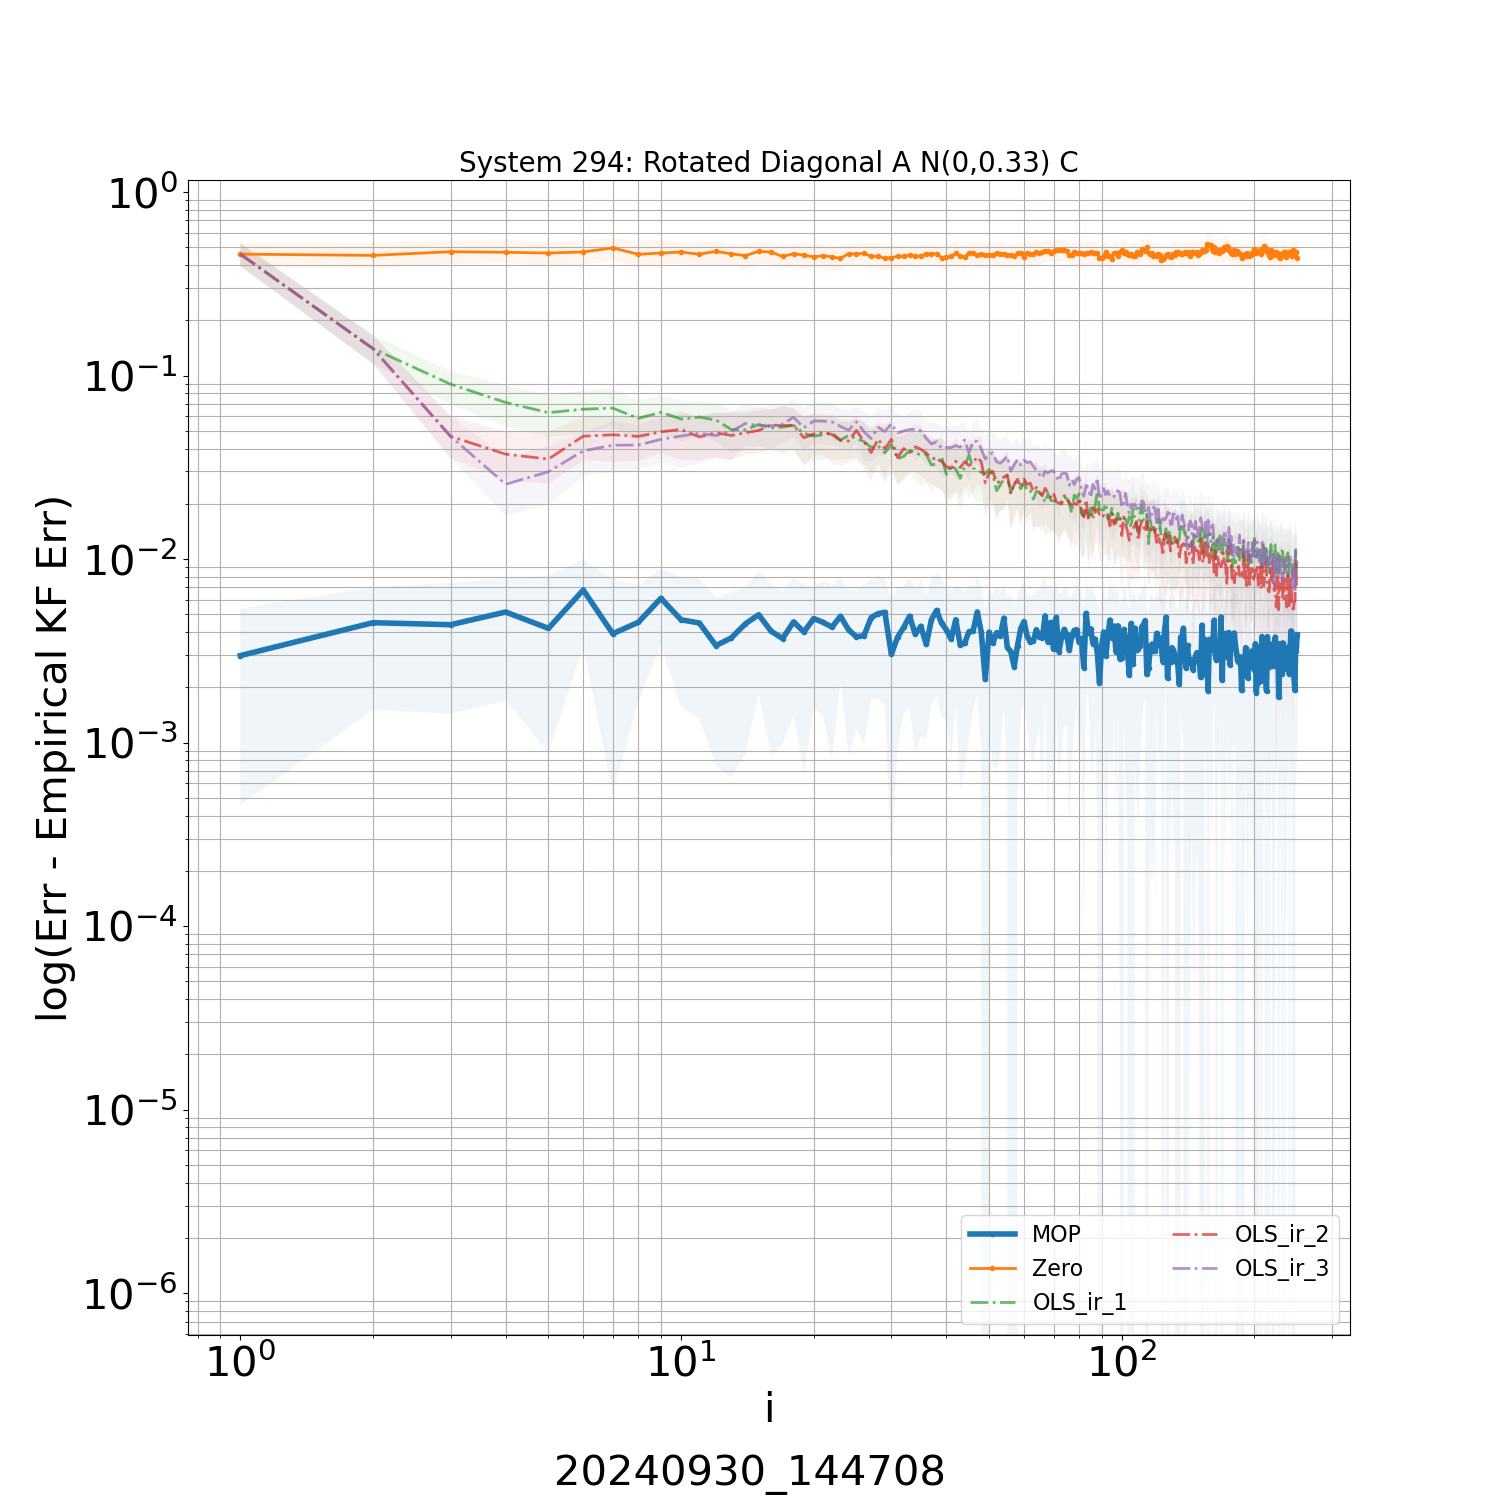 System 294: Rotated Diagonal A N(0,0.33) C
log(Err - Empirical KF Err)
10⁰
10⁻¹
10⁻²
10⁻³
10⁻⁴
10⁻⁵
10⁻⁶
MOP
Zero
OLS_ir_1
OLS_ir_2
OLS_ir_3
10⁰ 10¹ 10²
i
20240930_144708